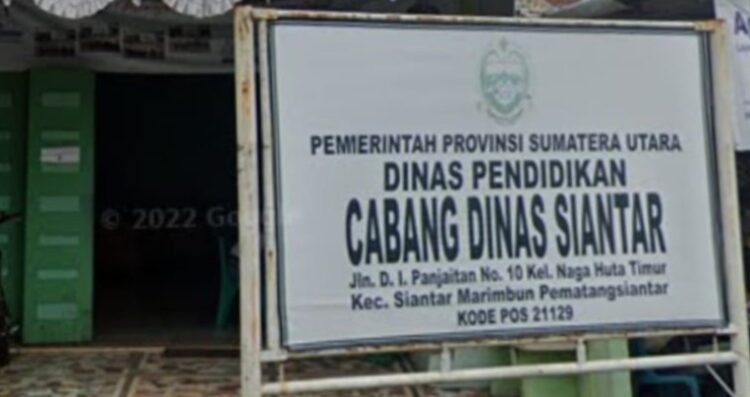 PEMERINTAH PROVINSI SUMATERA UTARA
DINAS PENDIDIKAN
CABANG DINAS SIANTAR
Jln. D. I. Panjaitan No. 10 Kel. Naga Huta Timur
Kec. Siantar Marimbun Pematangsiantar
KODE POS 21129
© 2022 Google